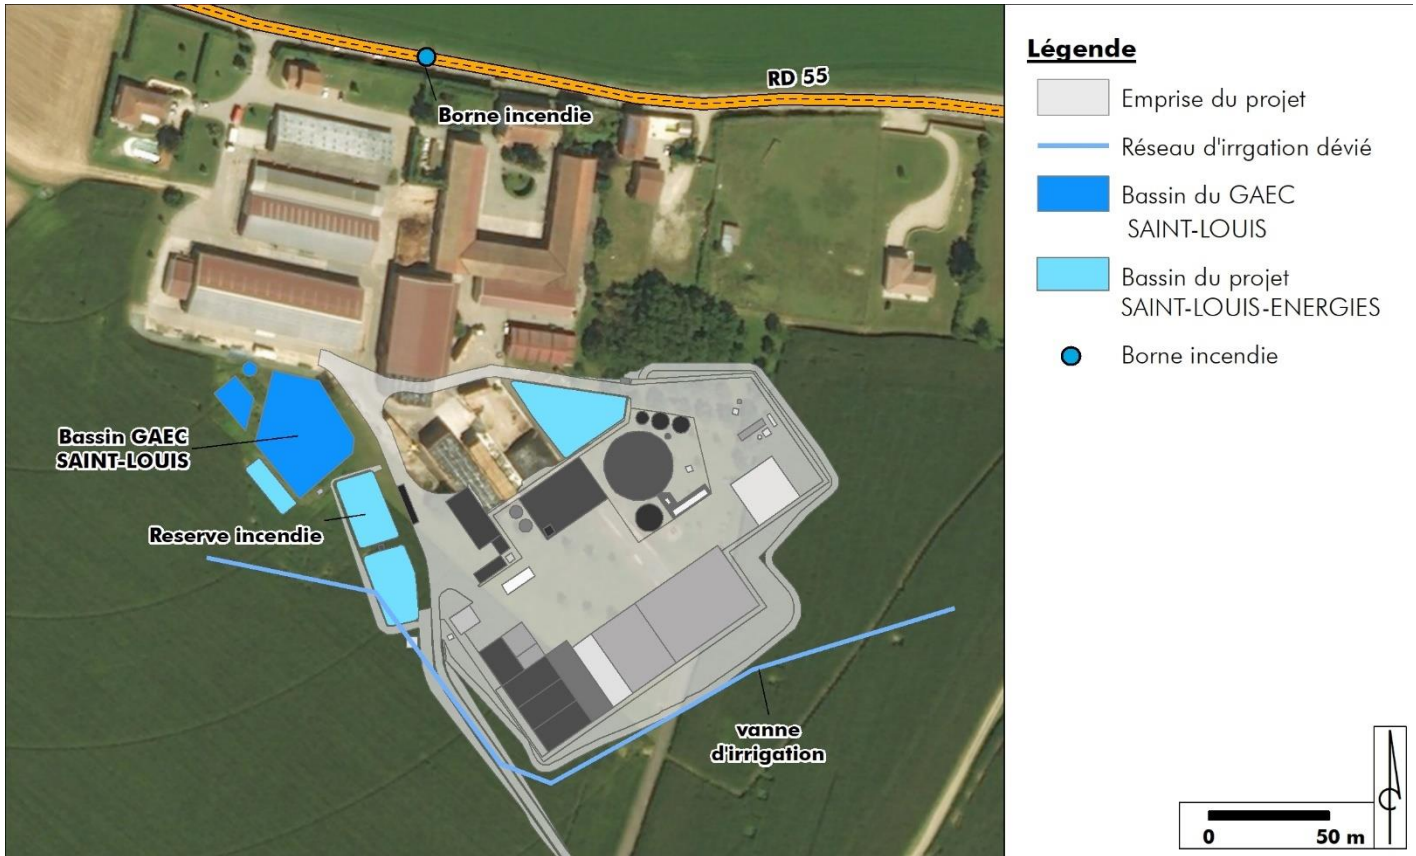 RD 55
Borne incendie
Bassin GAEC
SAINT-LOUIS
Reserve incendie
vanne
d'irrigation
Légende
Emprise du projet
Réseau d'irrgation dévié
Bassin du GAEC
SAINT-LOUIS
Bassin du projet
SAINT-LOUIS-ENERGIES
Borne incendie
0 50 m